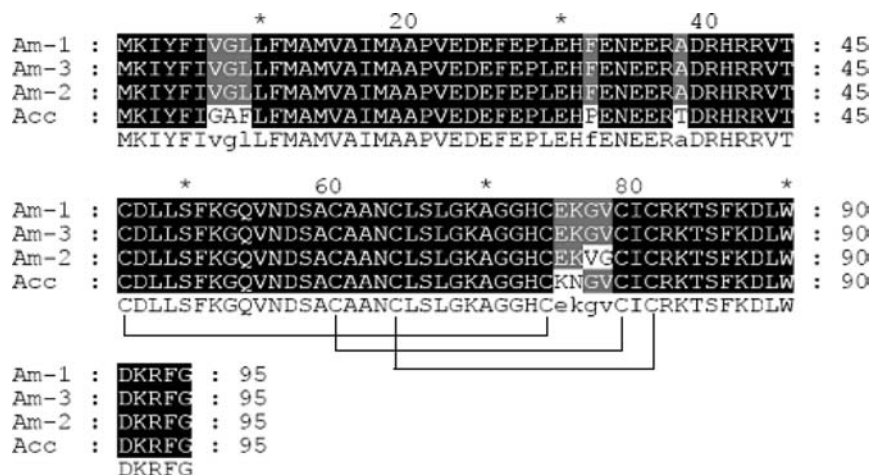 * 20 * 40
Am-1 : MKIYFIVGLLFMAMVAIMAAPVEDEFEPLEHFENEERADRHRRVT : 45
Am-3 : MKIYFIVGLLFMAMVAIMAAPVEDEFEPLEHFENEERADRHRRVT : 45
Am-2 : MKIYFIVGLLFMAMVAIMAAPVEDEFEPLEHFENEERADRHRRVT : 45
Acc : MKIYFIGAFLFMAMVAIMAAPVEDEFEPLEHPENEERTDRHRRVT : 45
MKIYFIvglLFMAMVAIMAAPVEDEFEPLEHfENEERaDRHRRVT
* 60 * 80 *
Am-1 : CDLLSFKGQVNDSACAANCLSLGKAGGHCEKGVCICRKTSFKDLW : 90
Am-3 : CDLLSFKGQVNDSACAANCLSLGKAGGHCEKGVCICRKTSFKDLW : 90
Am-2 : CDLLSFKGQVNDSACAANCLSLGKAGGHCEKVGCICRKTSFKDLW : 90
Acc : CDLLSFKGQVNDSACAANCLSLGKAGGHCKNGVCICRKTSFKDLW : 90
CDLLSFKGQVNDSACAANCLSLGKAGGHCekgvCICRKTSFKDLW
Am-1 : DKRFG : 95
Am-3 : DKRFG : 95
Am-2 : DKRFG : 95
Acc : DKRFG : 95
DKRFG